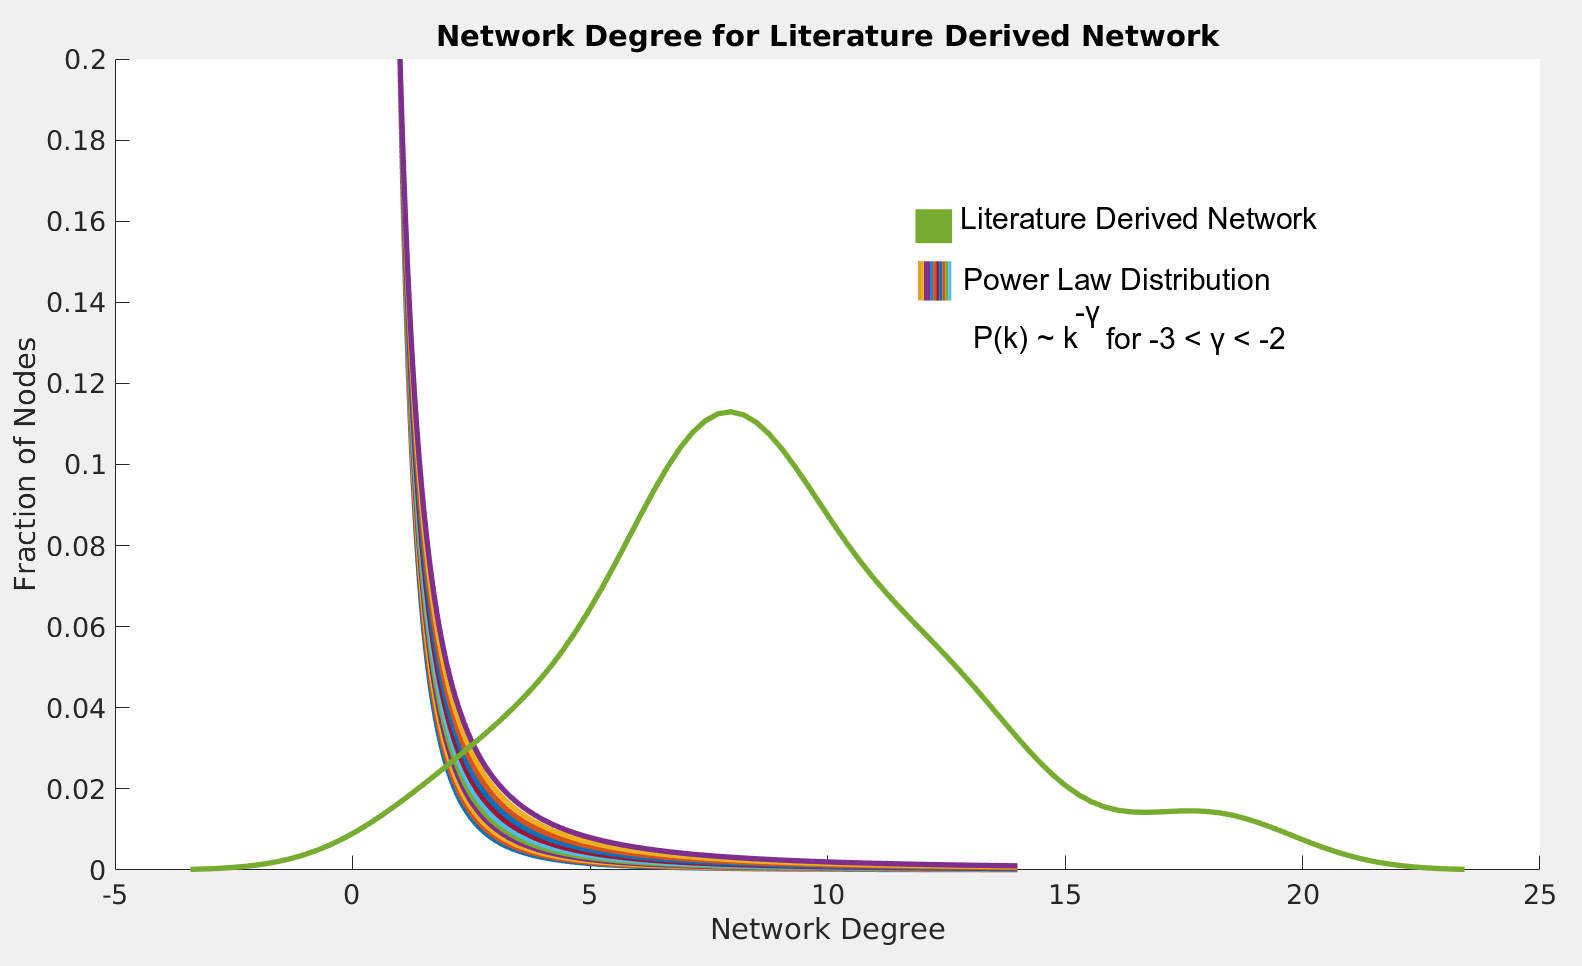 Network Degree for Literature Derived Network
0.2
0.18
0.16
0.14
0.12
0.1
0.08
0.06
0.04
0.02
0
Fraction of Nodes
Literature Derived Network
Power Law Distribution
P(k) ~ k^-γ for -3 < γ < -2
-5 0 5 10 15 20 25
Network Degree